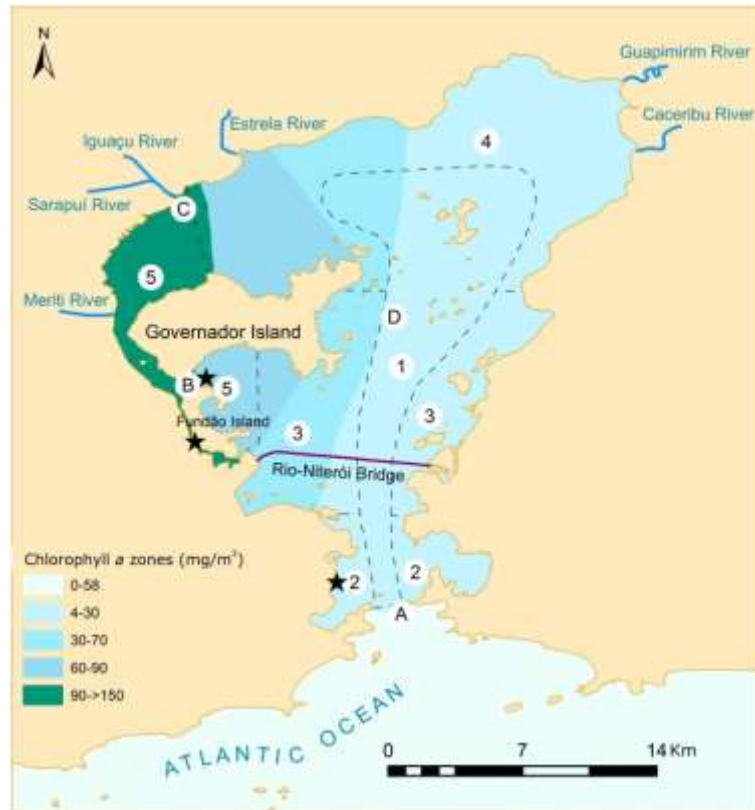 N
Guapimirim River
Caceribu River
Estrela River
Iguaçu River
Sarapuí River
Meriti River
4
C
5
Governador Island
D
1
B
5
Fundão Island
3
3
Rio-Niterói Bridge
2
2
A
Chlorophyll a zones (mg/m³)
0-58
4-30
30-70
60-90
90->150
ATLANTIC OCEAN
0 7 14 Km